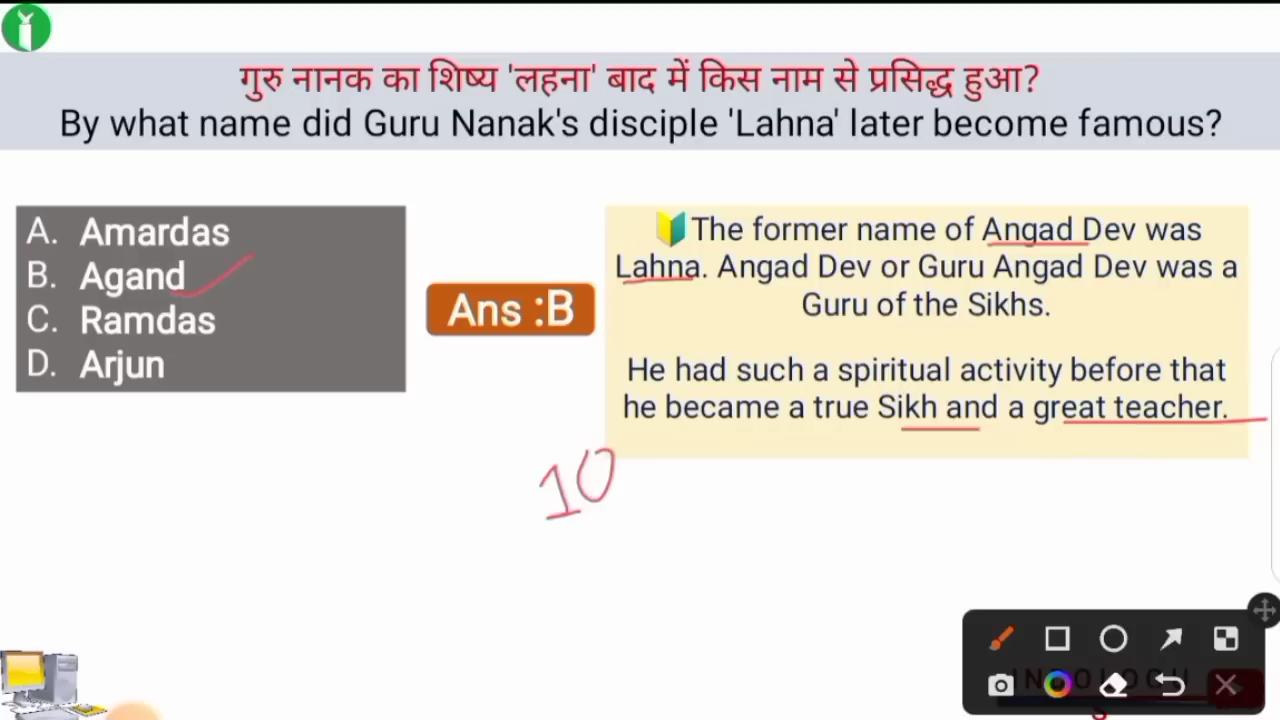 गुरु नानक का शिष्य 'लहना' बाद में किस नाम से प्रसिद्ध हुआ?
By what name did Guru Nanak's disciple 'Lahna' later become famous?
A. Amardas
B. Agand
C. Ramdas
D. Arjun
Ans :B
The former name of Angad Dev was
Lahna. Angad Dev or Guru Angad Dev was a
Guru of the Sikhs.
He had such a spiritual activity before that
he became a true Sikh and a great teacher.
10